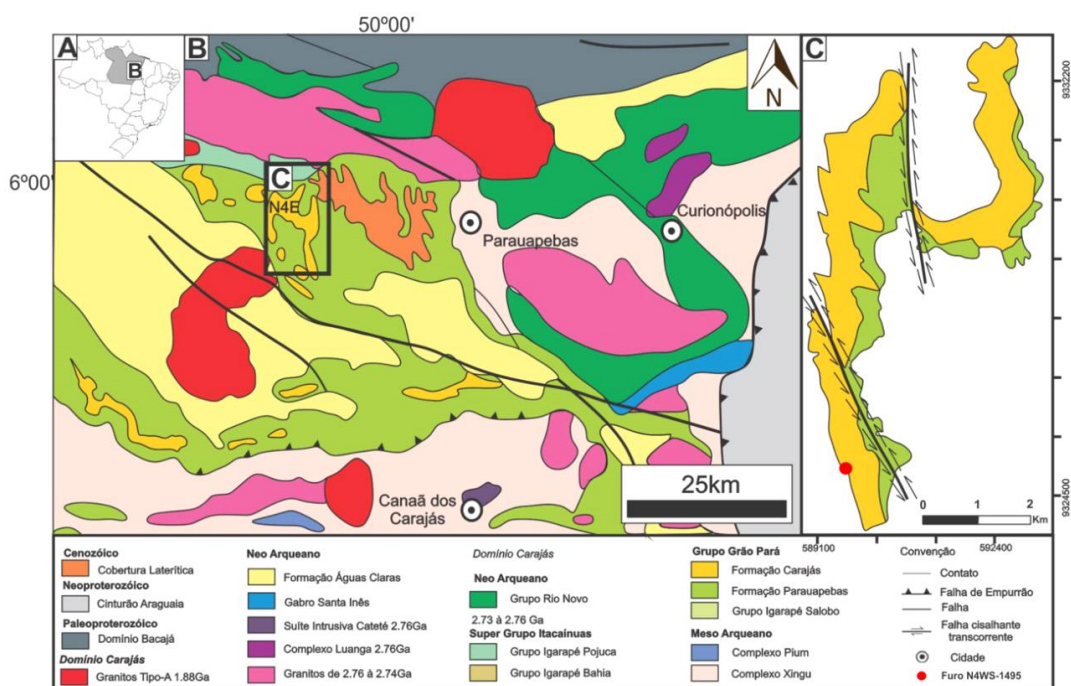 50º00'
A
B
B
C
N
6º00'
C
N4E
Curionópolis
Parauapebas
9332200
25km
Canaã dos
Carajás
0 1 2
Km
9324500
589100
592400
Cenozóico
Cobertura Laterítica
Neoproterozóico
Cinturão Araguaia
Paleoproterozóico
Domínio Bacajá
Domínio Carajás
Granitos Tipo-A 1.88Ga
Neo Arqueano
Formação Águas Claras
Gabro Santa Inês
Suíte Intrusiva Cateté 2.76Ga
Complexo Luanga 2.76Ga
Granitos de 2.76 à 2.74Ga
Domínio Carajás
Neo Arqueano
Grupo Rio Novo
2.73 à 2.76 Ga
Super Grupo Itacaínuas
Grupo Igarapé Pojuca
Grupo Igarapé Bahia
Grupo Grão Pará
Formação Carajás
Formação Parauapebas
Grupo Igarapé Salobo
Meso Arqueano
Complexo Pium
Complexo Xingu
Convenção
Contato
Falha de Empurrão
Falha
Falha cisalhante
transcorrente
Cidade
Furo N4WS-1495